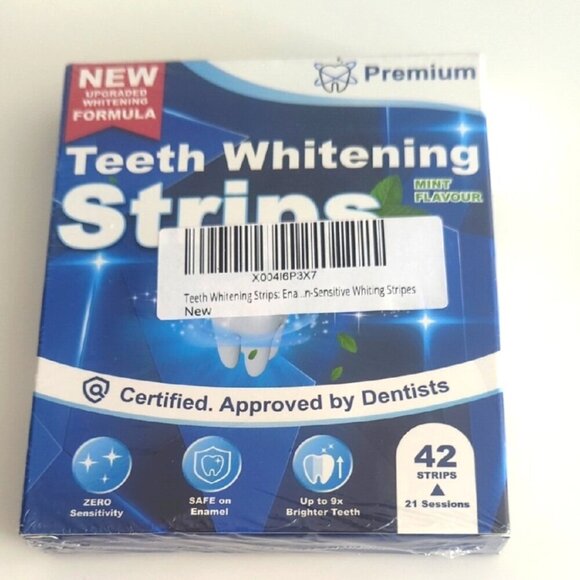 NEW
UPGRADED
WHITENING
FORMULA
Premium
Teeth Whitening
Strips
MINT
FLAVOUR
X004I6P3X7
Teeth Whitening Strips: Ena...n-Sensitive Whiting Stripes
New
Certified. Approved by Dentists
ZERO
Sensitivity
SAFE on
Enamel
Up to 9x
Brighter Teeth
42
STRIPS
21 Sessions